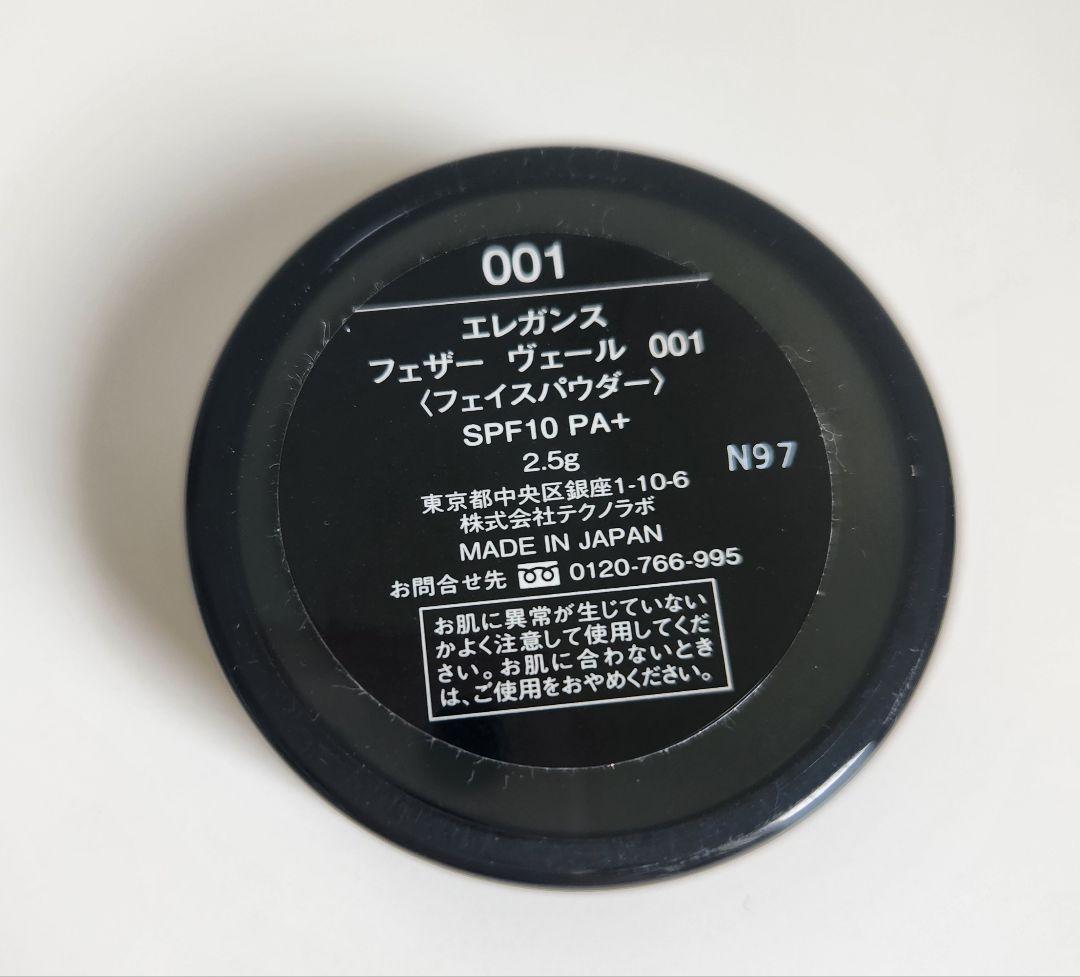 001
エレガンス
フェザー ヴェール 001
〈フェイスパウダー〉
SPF10 PA+
2.5g
N97
東京都中央区銀座1-10-6
株式会社テクノラボ
MADE IN JAPAN
お問合せ先 0120-766-995
お肌に異常が生じていない
かよく注意して使用してくだ
さい。お肌に合わないとき
は、ご使用をおやめください。